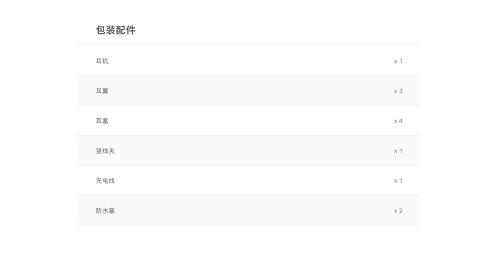 包装配件
耳机 x 1
耳翼 x 3
耳塞 x 4
竖线夹 x 1
充电线 x 1
防水塞 x 2